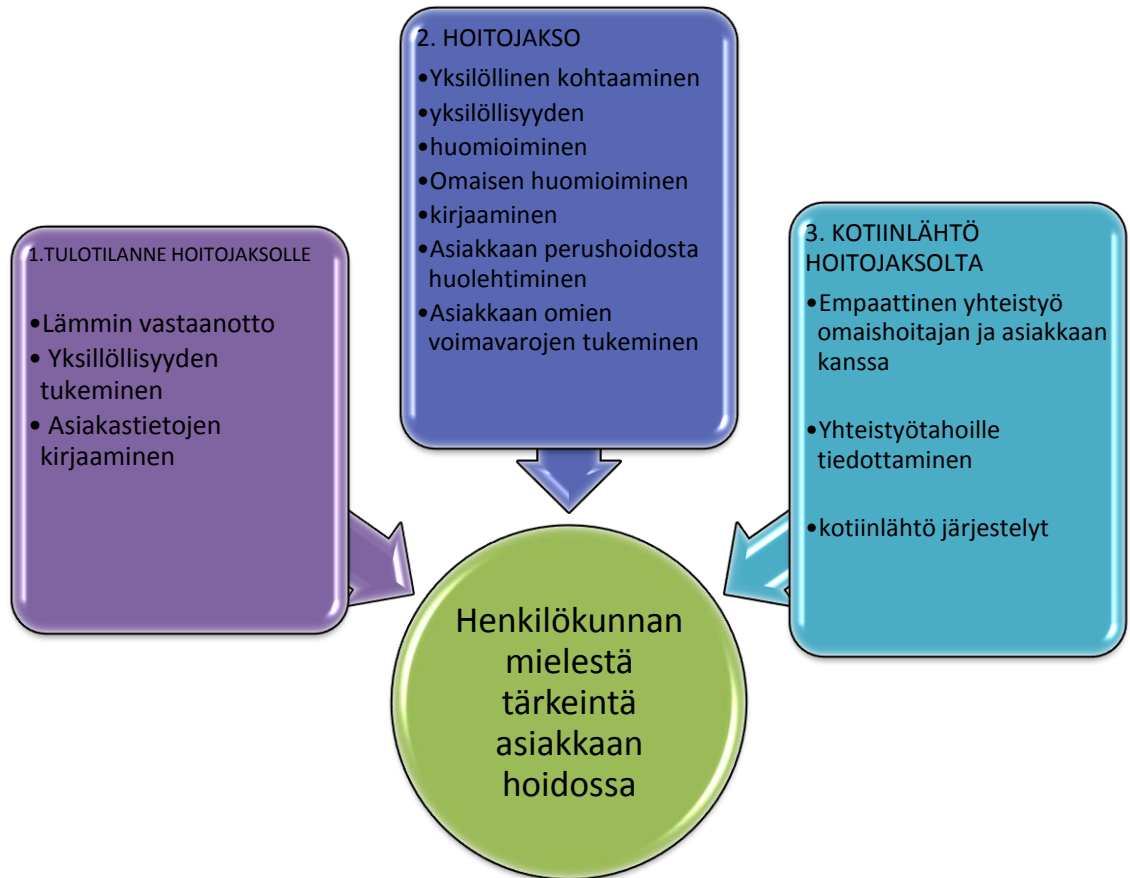 1.TULOTILANNE HOITOJAKSOLLE
•Lämmin vastaanotto
• Yksillöllisyyden
tukeminen
• Asiakastietojen
kirjaaminen
2. HOITOJAKSO
•Yksilöllinen kohtaaminen
•yksilöllisyyden
•huomioiminen
•Omaisen huomioiminen
•kirjaaminen
•Asiakkaan perushoidosta
huolehtiminen
•Asiakkaan omien
voimavarojen tukeminen
3. KOTIINLÄHTÖ
HOITOJAKSOLTA
•Empaattinen yhteistyö
omaishoitajan ja asiakkaan
kanssa
•Yhteistyötahoille
tiedottaminen
•kotiinlähtö järjestelyt
Henkilökunnan
mielestä
tärkeintä
asiakkaan
hoidossa